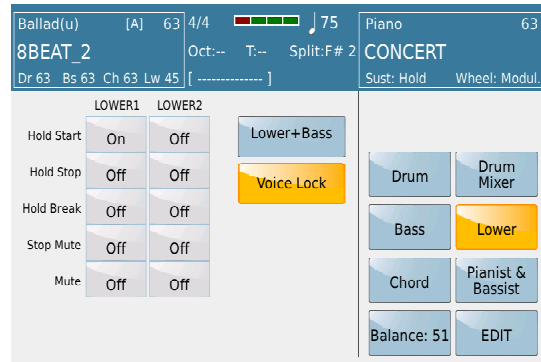 Ballad(u) [A] 63 4/4 75 Piano 63
8BEAT_2 Oct:-- T:-- Split:F# 2 CONCERT
Dr 63 Bs 63 Ch 63 Lw 45 [ -------------- ] Sust: Hold Wheel: Modul.
LOWER1 LOWER2
Hold Start On Off
Lower+Bass
Hold Stop Off Off
Voice Lock
Hold Break Off Off
Stop Mute Off Off
Mute Off Off
Drum
Drum
Mixer
Bass
Lower
Chord
Pianist &
Bassist
Balance: 51
EDIT